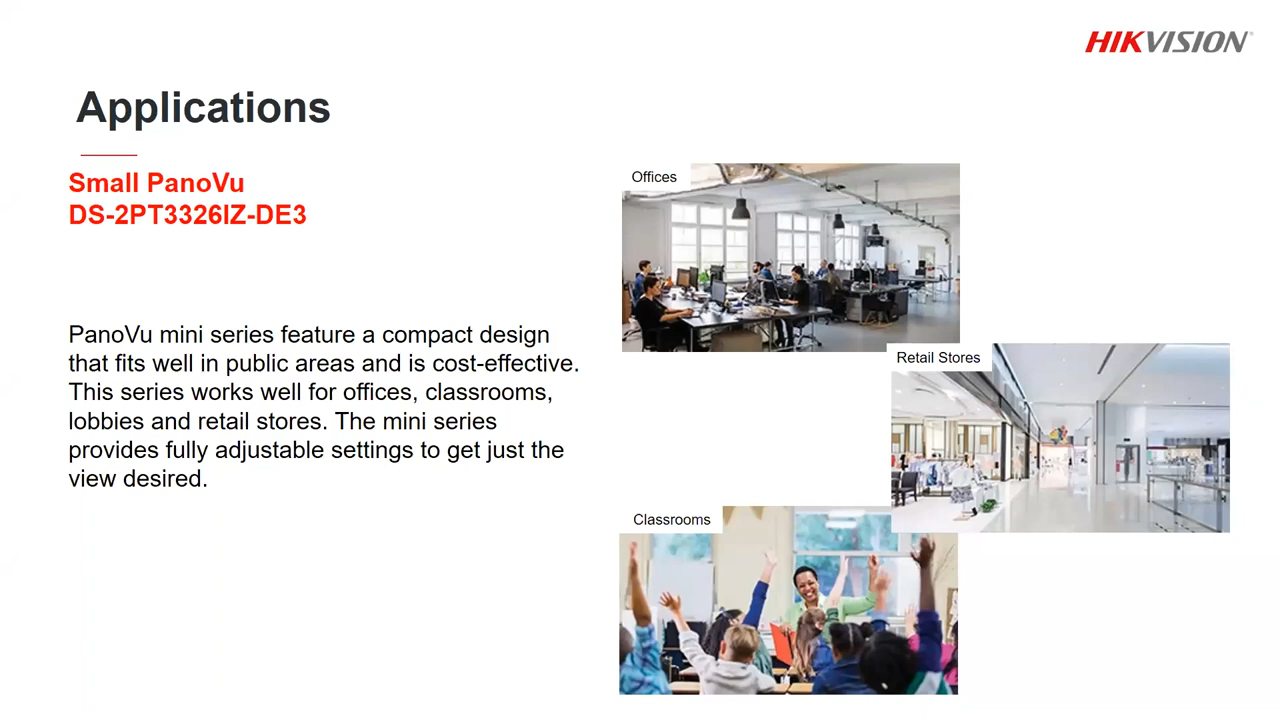 HIKVISION
Applications
Small PanoVu
DS-2PT3326IZ-DE3
PanoVu mini series feature a compact design
that fits well in public areas and is cost-effective.
This series works well for offices, classrooms,
lobbies and retail stores. The mini series
provides fully adjustable settings to get just the
view desired.
Offices
Retail Stores
Classrooms